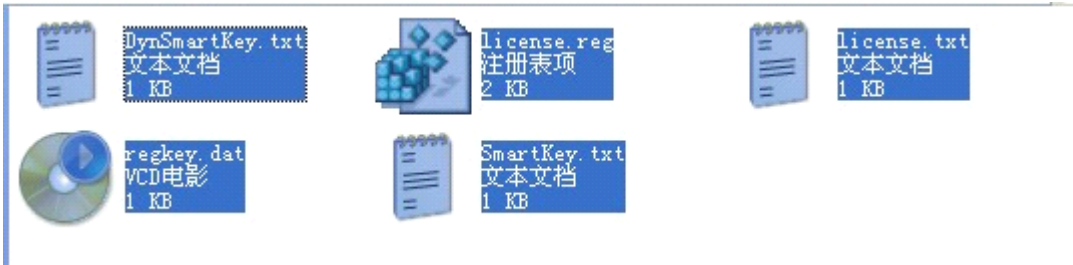 DynSmartKey.txt
文本文档
1 KB
license.reg
注册表项
2 KB
license.txt
文本文档
1 KB
regkey.dat
VCD电影
1 KB
SmartKey.txt
文本文档
1 KB